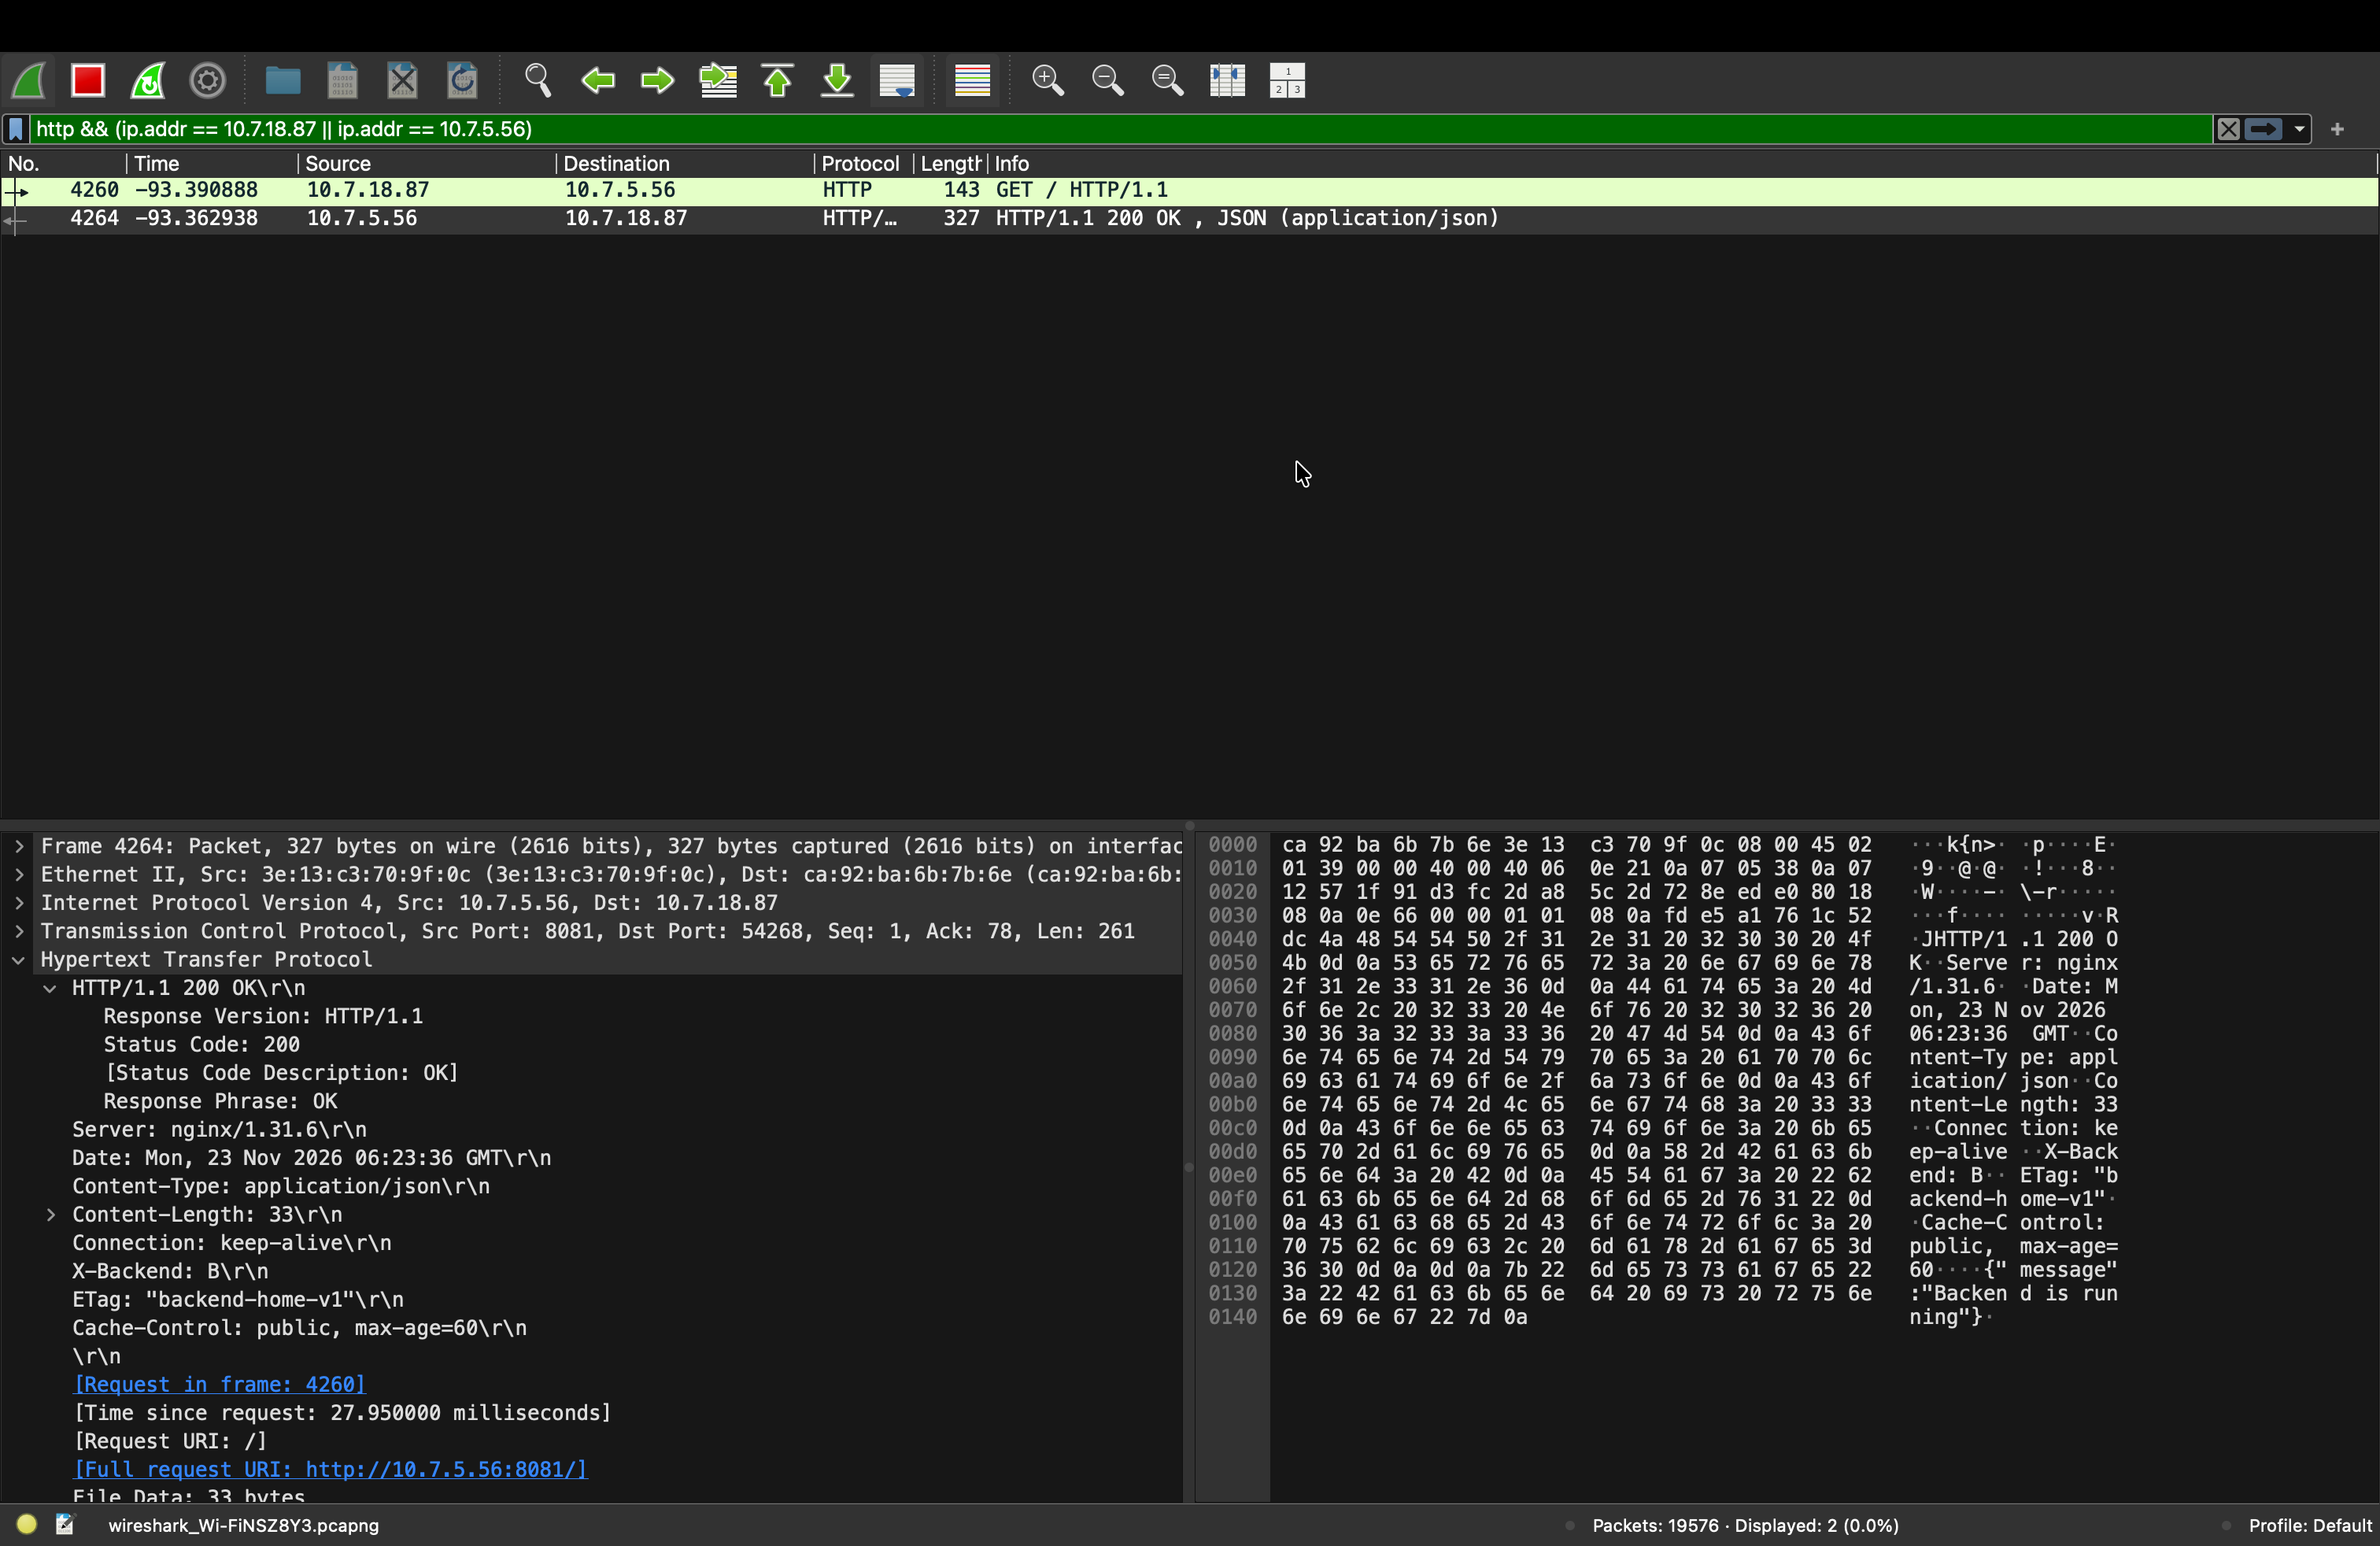 http && (ip.addr == 10.7.18.87 || ip.addr == 10.7.5.56)
No. Time Source Destination Protocol Length Info
4260 -93.390888 10.7.18.87 10.7.5.56 HTTP 143 GET / HTTP/1.1
4264 -93.362938 10.7.5.56 10.7.18.87 HTTP/… 327 HTTP/1.1 200 OK , JSON (application/json)
Frame 4264: Packet, 327 bytes on wire (2616 bits), 327 bytes captured (2616 bits) on interfac
Ethernet II, Src: 3e:13:c3:70:9f:0c (3e:13:c3:70:9f:0c), Dst: ca:92:ba:6b:7b:6e (ca:92:ba:6b:
Internet Protocol Version 4, Src: 10.7.5.56, Dst: 10.7.18.87
Transmission Control Protocol, Src Port: 8081, Dst Port: 54268, Seq: 1, Ack: 78, Len: 261
Hypertext Transfer Protocol
HTTP/1.1 200 OK\r\n
Response Version: HTTP/1.1
Status Code: 200
[Status Code Description: OK]
Response Phrase: OK
Server: nginx/1.31.6\r\n
Date: Mon, 23 Nov 2026 06:23:36 GMT\r\n
Content-Type: application/json\r\n
Content-Length: 33\r\n
Connection: keep-alive\r\n
X-Backend: B\r\n
ETag: "backend-home-v1"\r\n
Cache-Control: public, max-age=60\r\n
\r\n
[Request in frame: 4260]
[Time since request: 27.950000 milliseconds]
[Request URI: /]
[Full request URI: http://10.7.5.56:8081/]
File Data: 33 bytes
0000 ca 92 ba 6b 7b 6e 3e 13 c3 70 9f 0c 08 00 45 02 ···k{n>· ·p····E·
0010 01 39 00 00 40 00 40 06 0e 21 0a 07 05 38 0a 07 ·9··@·@· ·!···8··
0020 12 57 1f 91 d3 fc 2d a8 5c 2d 72 8e ed e0 80 18 ·W····-· \-r·····
0030 08 0a 0e 66 00 00 01 01 08 0a fd e5 a1 76 1c 52 ···f···· ·····v·R
0040 dc 4a 48 54 54 50 2f 31 2e 31 20 32 30 30 20 4f ·JHTTP/1 .1 200 O
0050 4b 0d 0a 53 65 72 76 65 72 3a 20 6e 67 69 6e 78 K··Serve r: nginx
0060 2f 31 2e 33 31 2e 36 0d 0a 44 61 74 65 3a 20 4d /1.31.6· ·Date: M
0070 6f 6e 2c 20 32 33 20 4e 6f 76 20 32 30 32 36 20 on, 23 N ov 2026
0080 30 36 3a 32 33 3a 33 36 20 47 4d 54 0d 0a 43 6f 06:23:36 GMT··Co
0090 6e 74 65 6e 74 2d 54 79 70 65 3a 20 61 70 70 6c ntent-Ty pe: appl
00a0 69 63 61 74 69 6f 6e 2f 6a 73 6f 6e 0d 0a 43 6f ication/ json··Co
00b0 6e 74 65 6e 74 2d 4c 65 6e 67 74 68 3a 20 33 33 ntent-Le ngth: 33
00c0 0d 0a 43 6f 6e 6e 65 63 74 69 6f 6e 3a 20 6b 65 ··Connec tion: ke
00d0 65 70 2d 61 6c 69 76 65 0d 0a 58 2d 42 61 63 6b ep-alive ··X-Back
00e0 65 6e 64 3a 20 42 0d 0a 45 54 61 67 3a 20 22 62 end: B·· ETag: "b
00f0 61 63 6b 65 6e 64 2d 68 6f 6d 65 2d 76 31 22 0d ackend-h ome-v1"·
0100 0a 43 61 63 68 65 2d 43 6f 6e 74 72 6f 6c 3a 20 ·Cache-C ontrol:
0110 70 75 62 6c 69 63 2c 20 6d 61 78 2d 61 67 65 3d public, max-age=
0120 36 30 0d 0a 0d 0a 7b 22 6d 65 73 73 61 67 65 22 60····{" message"
0130 3a 22 42 61 63 6b 65 6e 64 20 69 73 20 72 75 6e :"Backen d is run
0140 6e 69 6e 67 22 7d 0a ning"}·
wireshark_Wi-FiNSZ8Y3.pcapng Packets: 19576 · Displayed: 2 (0.0%) Profile: Default